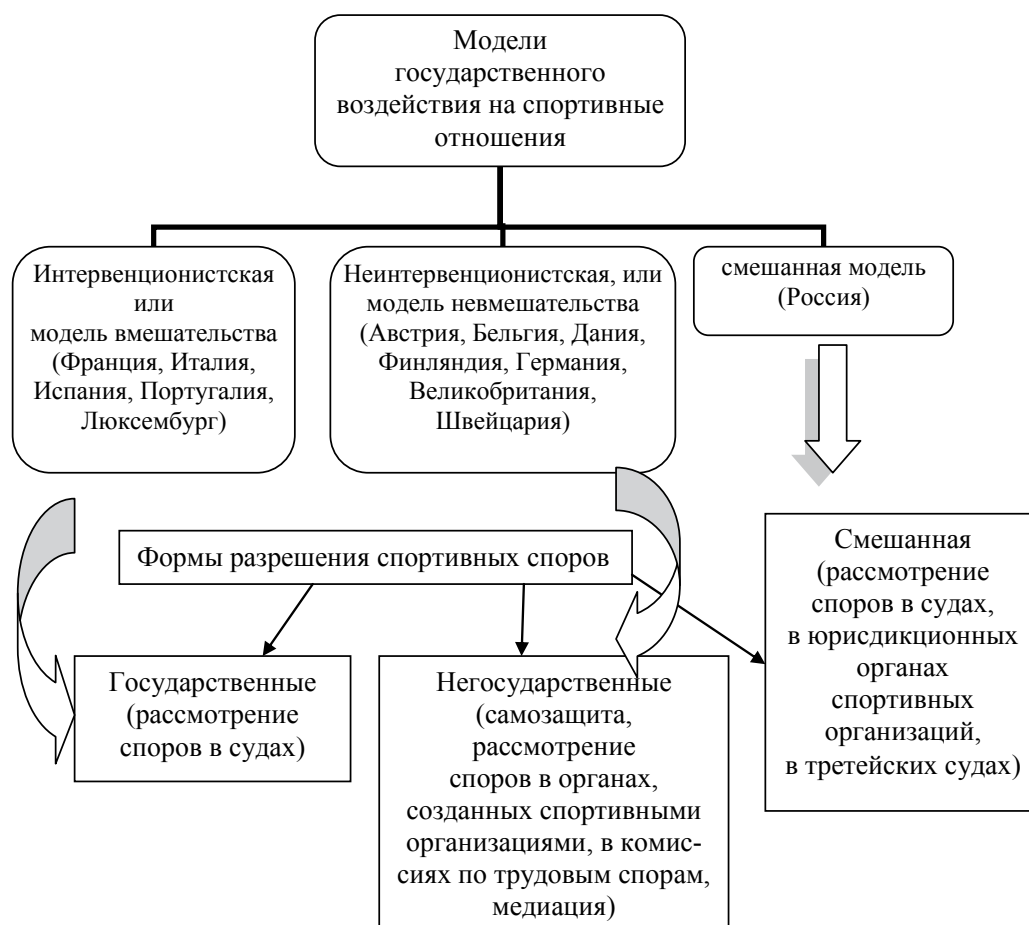 Модели
государственного
воздействия на спортивные
отношения
Интервенционистская
или
модель вмешательства
(Франция, Италия,
Испания, Португалия,
Люксембург)
Неинтервенционистская, или
модель невмешательства
(Австрия, Бельгия, Дания,
Финляндия, Германия,
Великобритания,
Швейцария)
смешанная модель
(Россия)
Формы разрешения спортивных споров
Государственные
(рассмотрение
споров в судах)
Негосударственные
(самозащита,
рассмотрение
споров в органах,
созданных спортивными
организациями, в комис-
сиях по трудовым спорам,
медиация)
Смешанная
(рассмотрение
споров в судах,
в юрисдикционных
органах
спортивных
организаций,
в третейских судах)